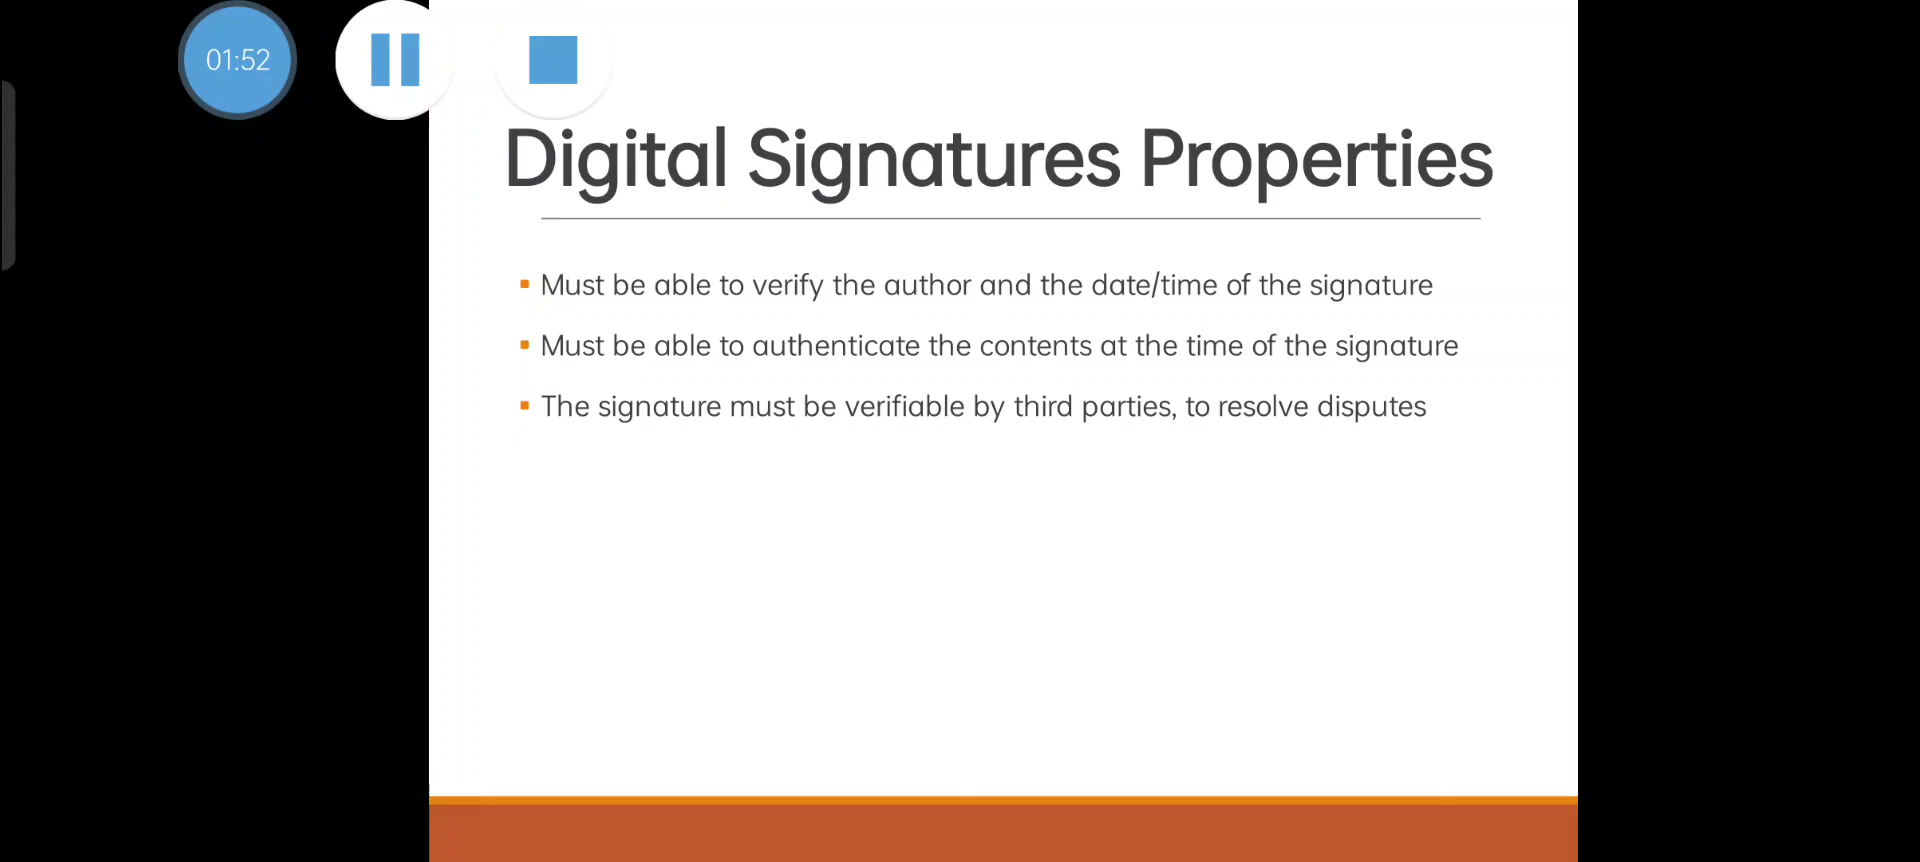 01:52
Digital Signatures Properties
Must be able to verify the author and the date/time of the signature
Must be able to authenticate the contents at the time of the signature
The signature must be verifiable by third parties, to resolve disputes